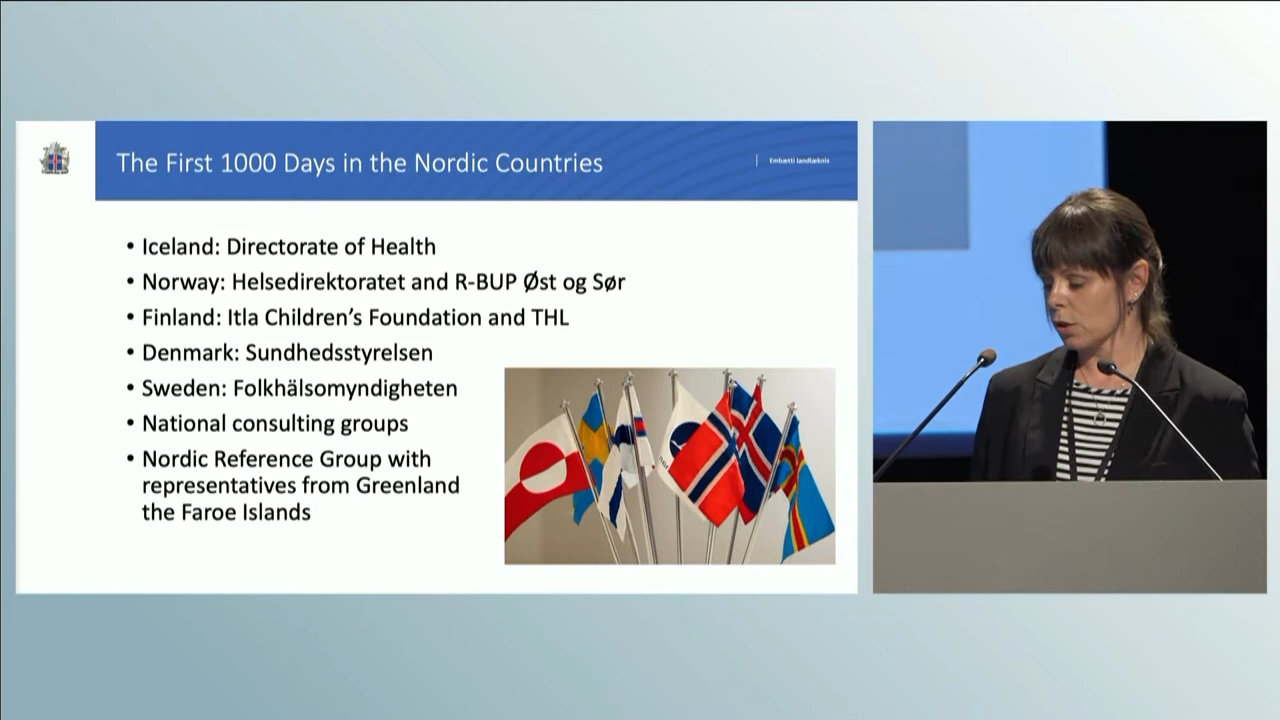 The First 1000 Days in the Nordic Countries
Embætti landlæknis
• Iceland: Directorate of Health
• Norway: Helsedirektoratet and R-BUP Øst og Sør
• Finland: Itla Children’s Foundation and THL
• Denmark: Sundhedsstyrelsen
• Sweden: Folkhälsomyndigheten
• National consulting groups
• Nordic Reference Group with
representatives from Greenland
the Faroe Islands